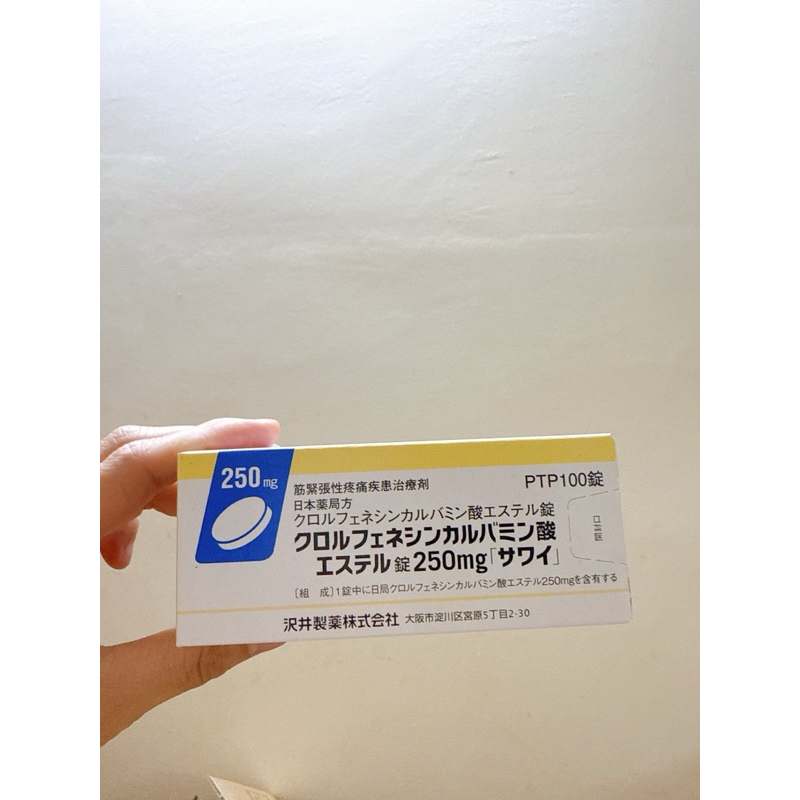 250mg
筋緊張性疼痛疾患治療剤
PTP100錠
日本薬局方
クロルフェネシンカルバミン酸エステル錠
クロルフェネシンカルバミン酸
エステル錠250mg「サワイ」
開封口
〔組 成〕1錠中に日局クロルフェネシンカルバミン酸エステル250mgを含有する
沢井製薬株式会社 大阪市淀川区宮原5丁目2-30